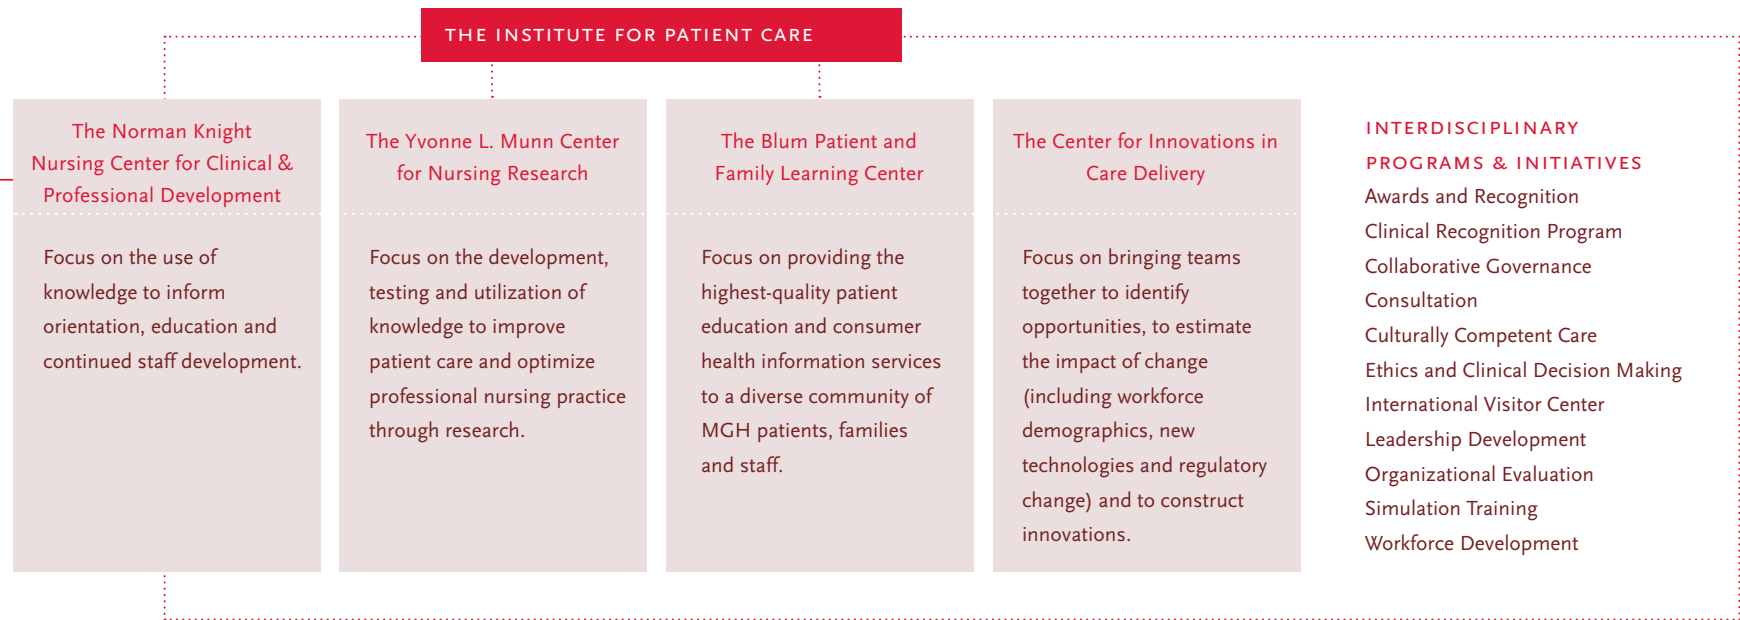 THE INSTITUTE FOR PATIENT CARE
The Norman Knight
Nursing Center for Clinical &
Professional Development
Focus on the use of
knowledge to inform
orientation, education and
continued staff development.
The Yvonne L. Munn Center
for Nursing Research
Focus on the development,
testing and utilization of
knowledge to improve
patient care and optimize
professional nursing practice
through research.
The Blum Patient and
Family Learning Center
Focus on providing the
highest-quality patient
education and consumer
health information services
to a diverse community of
MGH patients, families
and staff.
The Center for Innovations in
Care Delivery
Focus on bringing teams
together to identify
opportunities, to estimate
the impact of change
(including workforce
demographics, new
technologies and regulatory
change) and to construct
innovations.
INTERDISCIPLINARY
PROGRAMS & INITIATIVES
Awards and Recognition
Clinical Recognition Program
Collaborative Governance
Consultation
Culturally Competent Care
Ethics and Clinical Decision Making
International Visitor Center
Leadership Development
Organizational Evaluation
Simulation Training
Workforce Development